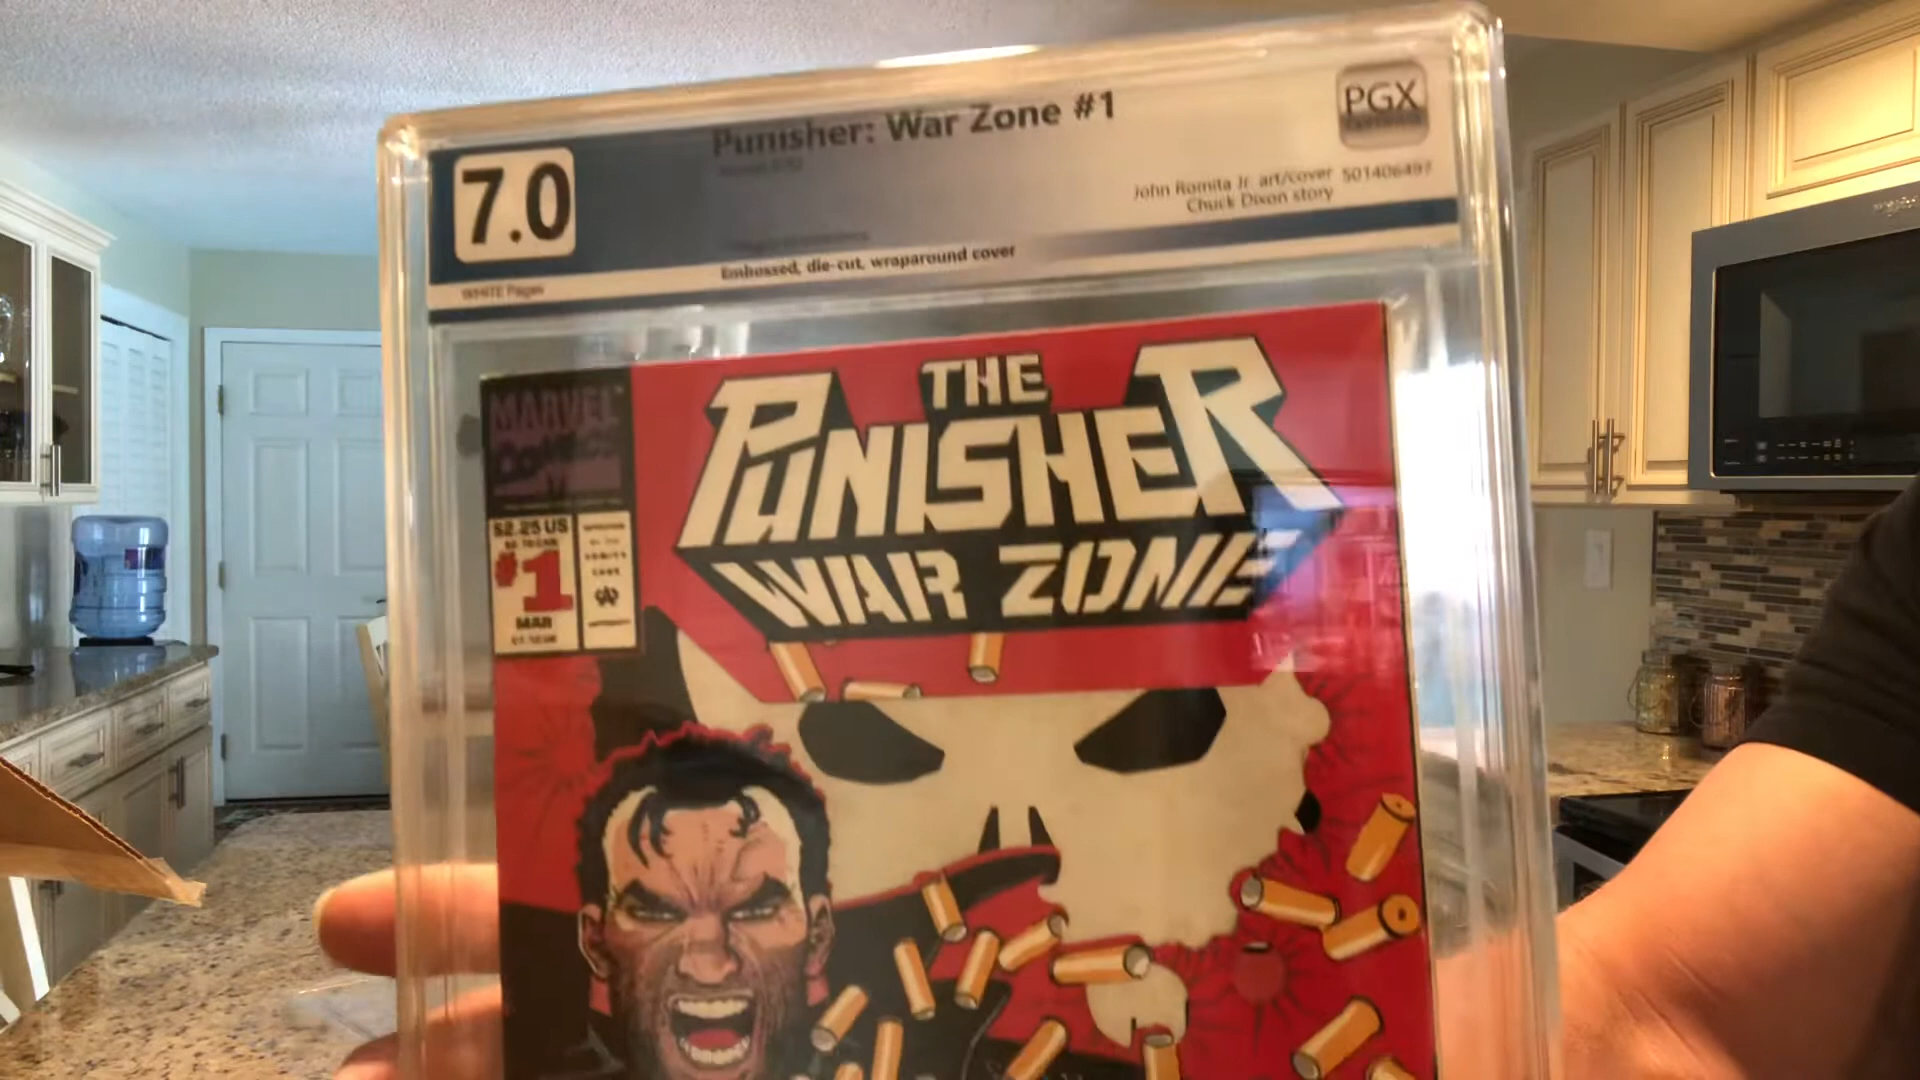 Punisher: War Zone #1
PGX
7.0
John Romita Jr. art/cover 501406497
Chuck Dixon story
Embossed, die-cut, wraparound cover
WHITE Pages
MARVEL
COMICS
$2.25 US
#1
MAR
THE
PUNISHER
WAR ZONE